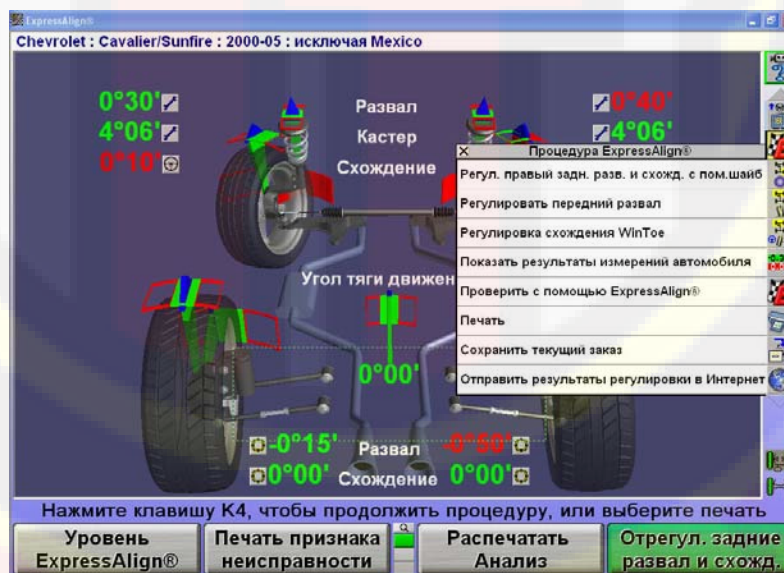 ExpressAlign®
Chevrolet : Cavalier/Sunfire : 2000-05 : исключая Mexico
0°30' Развал 0°40'
4°06' Кастер 4°06'
0°10' Схождение
Процедура ExpressAlign®
Регул. правый задн. разв. и схожд. с пом.шайб
Регулировать передний развал
Регулировка схождения WinToe
Показать результаты измерений автомобиля
Проверить с помощью ExpressAlign®
Печать
Сохранить текущий заказ
Отправить результаты регулировки в Интернет
Угол тяги движен
0°00'
-0°15' Развал -0°50'
0°00' Схождение 0°00'
Нажмите клавишу K4, чтобы продолжить процедуру, или выберите печать
Уровень
ExpressAlign®
Печать признака
неисправности
Распечатать
Анализ
Отрегул. задние
развал и схожд.